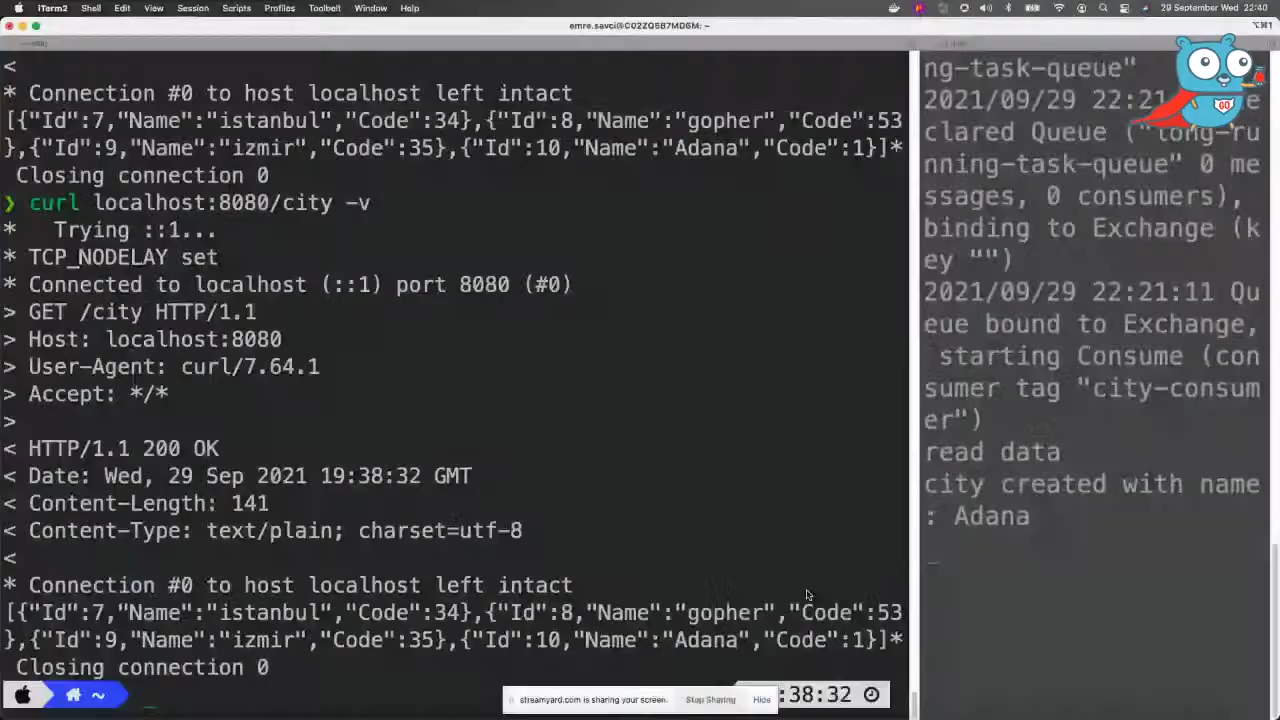 iTerm2 Shell Edit View Session Scripts Profiles Toolbelt Window Help 29 September Wed 22:40
emre.savci@C02ZQ5B7MD6M: ~
⌥⌘1
<
* Connection #0 to host localhost left intact
[{"Id":7,"Name":"istanbul","Code":34},{"Id":8,"Name":"gopher","Code":53
},{"Id":9,"Name":"izmir","Code":35},{"Id":10,"Name":"Adana","Code":1}]*
Closing connection 0
❯ curl localhost:8080/city -v
* Trying ::1...
* TCP_NODELAY set
* Connected to localhost (::1) port 8080 (#0)
> GET /city HTTP/1.1
> Host: localhost:8080
> User-Agent: curl/7.64.1
> Accept: */*
>
< HTTP/1.1 200 OK
< Date: Wed, 29 Sep 2021 19:38:32 GMT
< Content-Length: 141
< Content-Type: text/plain; charset=utf-8
<
* Connection #0 to host localhost left intact
[{"Id":7,"Name":"istanbul","Code":34},{"Id":8,"Name":"gopher","Code":53
},{"Id":9,"Name":"izmir","Code":35},{"Id":10,"Name":"Adana","Code":1}]*
Closing connection 0
~
:38:32
streamyard.com is sharing your screen. Stop Sharing Hide
ng-task-queue"
2021/09/29 22:21 e
clared Queue ("long-ru
nning-task-queue" 0 me
ssages, 0 consumers),
binding to Exchange (k
ey "")
2021/09/29 22:21:11 Qu
eue bound to Exchange,
starting Consume (con
sumer tag "city-consum
er")
read data
city created with name
: Adana
GO